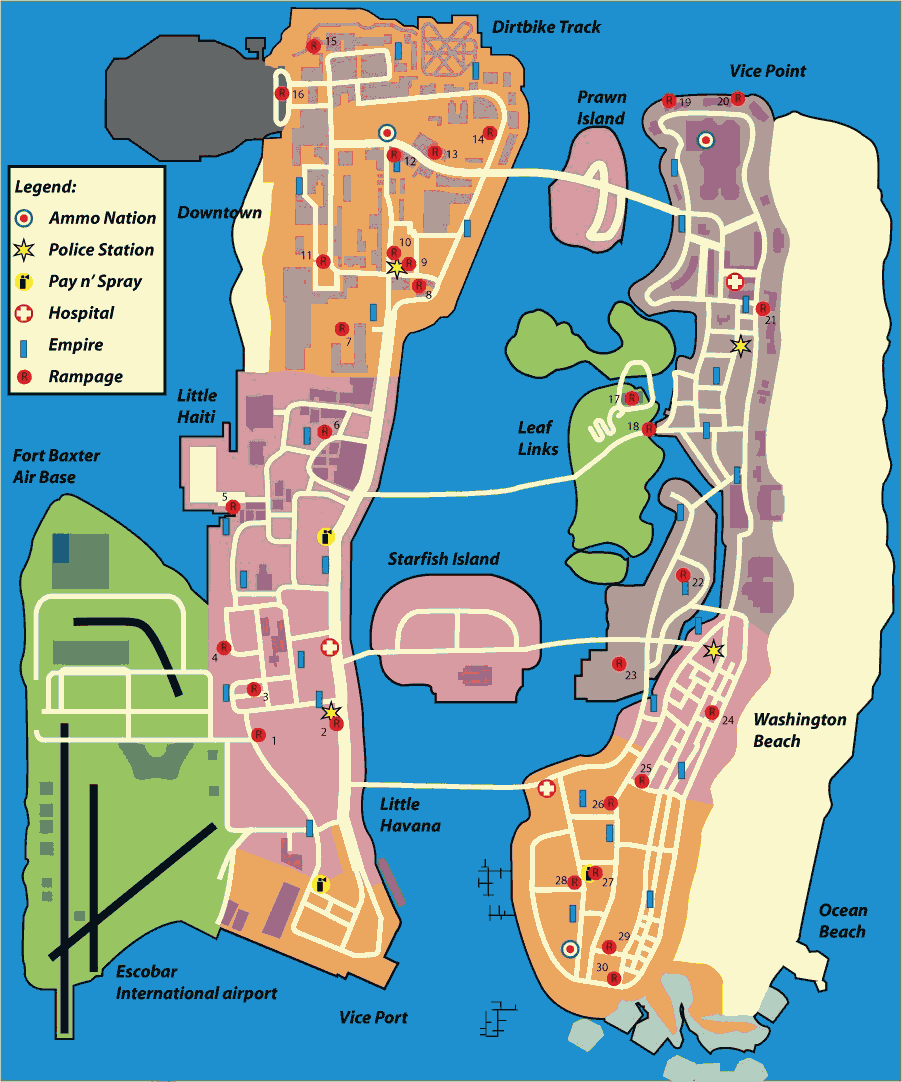 Dirtbike Track
Vice Point
Prawn
Island
Legend:
Ammo Nation
Police Station
Pay n' Spray
Hospital
Empire
R Rampage
Downtown
Little
Haiti
Fort Baxter
Air Base
Leaf
Links
Starfish Island
Washington
Beach
Little
Havana
Ocean
Beach
Escobar
International airport
Vice Port
R 15
R 16
R 14
R 13
R 12
R 19
R 20
R 11
R 10
R 9
R 8
R 7
R 21
R 17
R 18
R 6
R 5
R 22
R 4
R 23
R 3
R 2
R 1
R 24
R 25
R 26
R 27
R 28
R 29
R 30